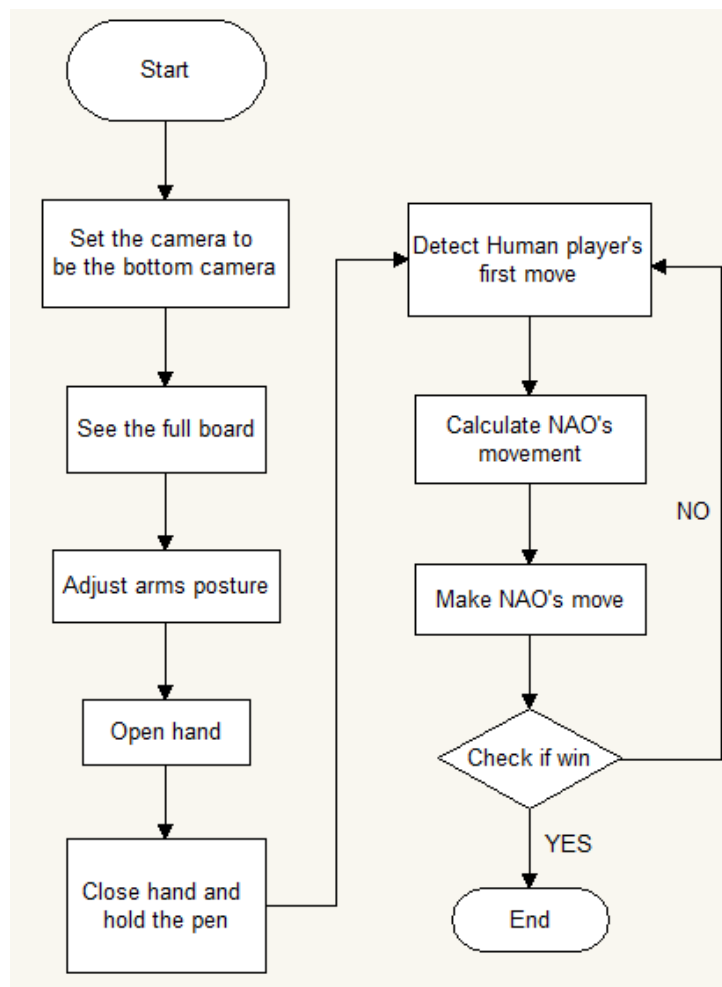 Start
Set the camera to
be the bottom camera
See the full board
Adjust arms posture
Open hand
Close hand and
hold the pen
Detect Human player's
first move
Calculate NAO's
movement
Make NAO's move
Check if win
NO
YES
End